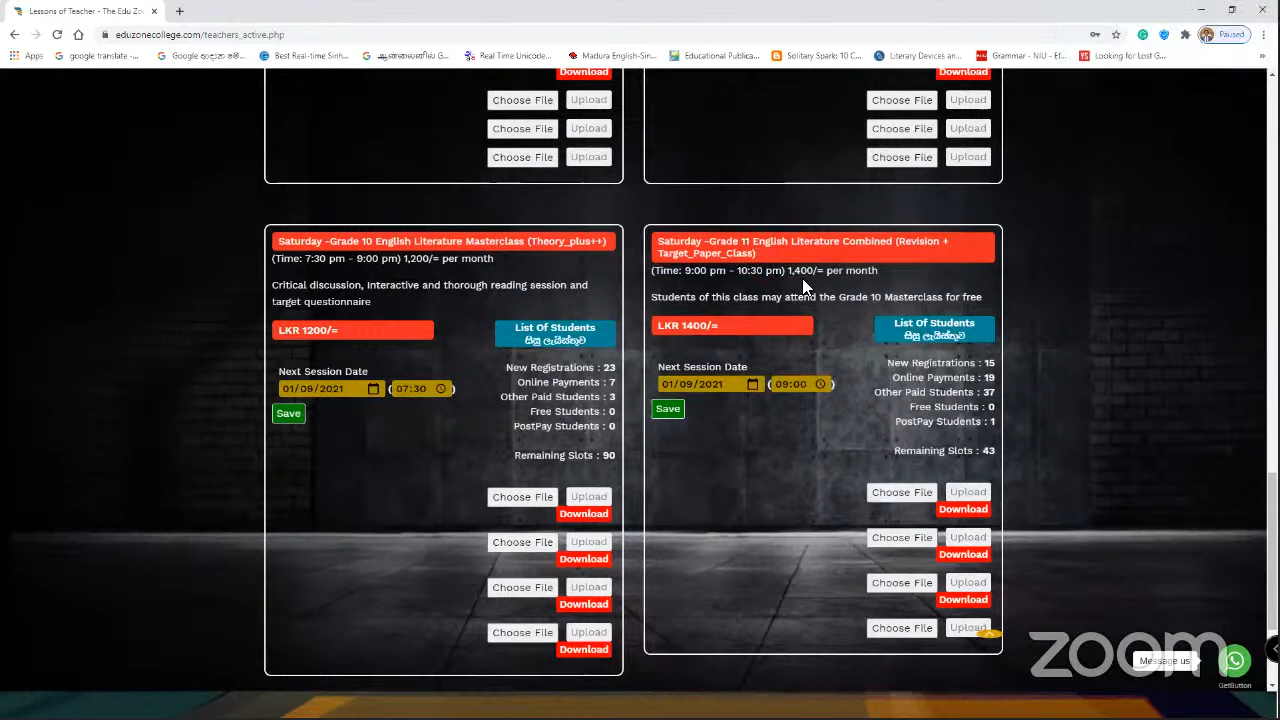 Lessons of Teacher - The Edu Zo
eduzonecollege.com/teachers_active.php
Paused
Apps
google translate -...
Google හොදන මේ...
Best Real-time Sinh...
Real Time Unicode...
Madura English-Sin...
Educational Publica...
Solitary Spark: 10 C...
Literary Devices an...
Grammar - NIU - Ef...
Looking for Lost G...
Download
Choose File Upload
Choose File Upload
Choose File Upload
Download
Choose File Upload
Choose File Upload
Choose File Upload
Saturday -Grade 10 English Literature Masterclass (Theory_plus++)
(Time: 7:30 pm - 9:00 pm) 1,200/= per month
Critical discussion, Interactive and thorough reading session and
target questionnaire
LKR 1200/=
List Of Students
සිසු ලැයිස්තුව
Next Session Date
01/09/2021 (07:30)
Save
New Registrations : 23
Online Payments : 7
Other Paid Students : 3
Free Students : 0
PostPay Students : 0
Remaining Slots : 90
Choose File Upload
Download
Choose File Upload
Download
Choose File Upload
Download
Choose File Upload
Download
Saturday -Grade 11 English Literature Combined (Revision +
Target_Paper_Class)
(Time: 9:00 pm - 10:30 pm) 1,400/= per month
Students of this class may attend the Grade 10 Masterclass for free
LKR 1400/=
List Of Students
සිසු ලැයිස්තුව
Next Session Date
01/09/2021 (09:00)
Save
New Registrations : 15
Online Payments : 19
Other Paid Students : 37
Free Students : 0
PostPay Students : 1
Remaining Slots : 43
Choose File Upload
Download
Choose File Upload
Download
Choose File Upload
Download
Choose File Upload
zoom
Message us
GetButton